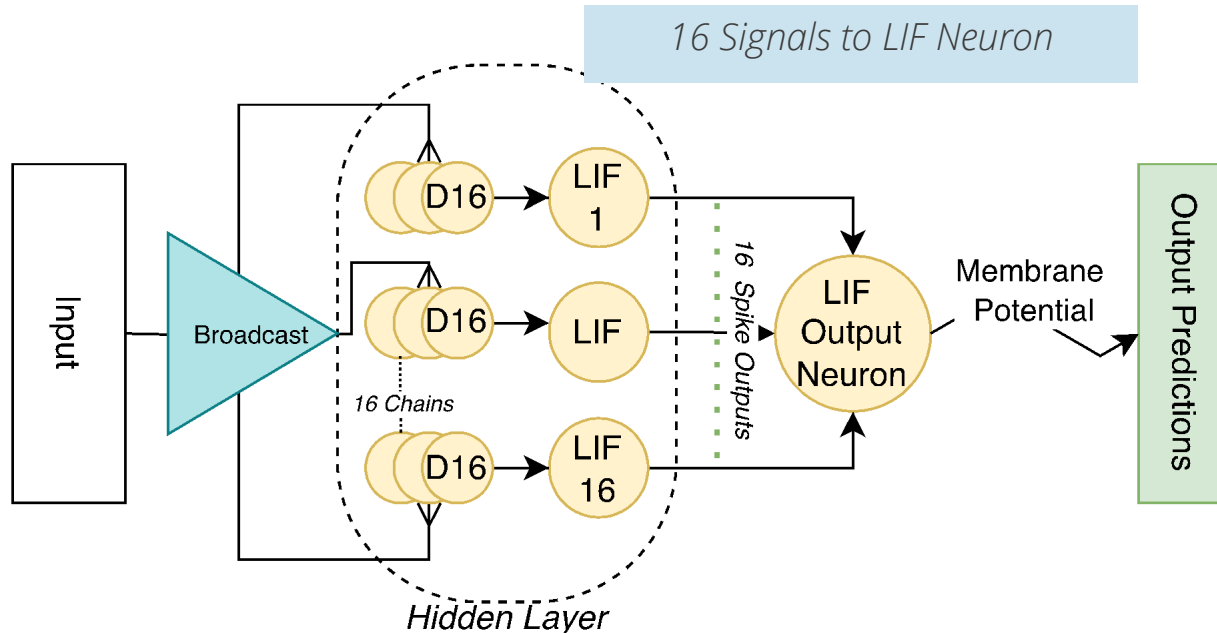 16 Signals to LIF Neuron
Input
Broadcast
D16
LIF
1
D16
LIF
16 Chains
D16
LIF
16
Hidden Layer
16 Spike Outputs
LIF
Output
Neuron
Membrane
Potential
Output Predictions